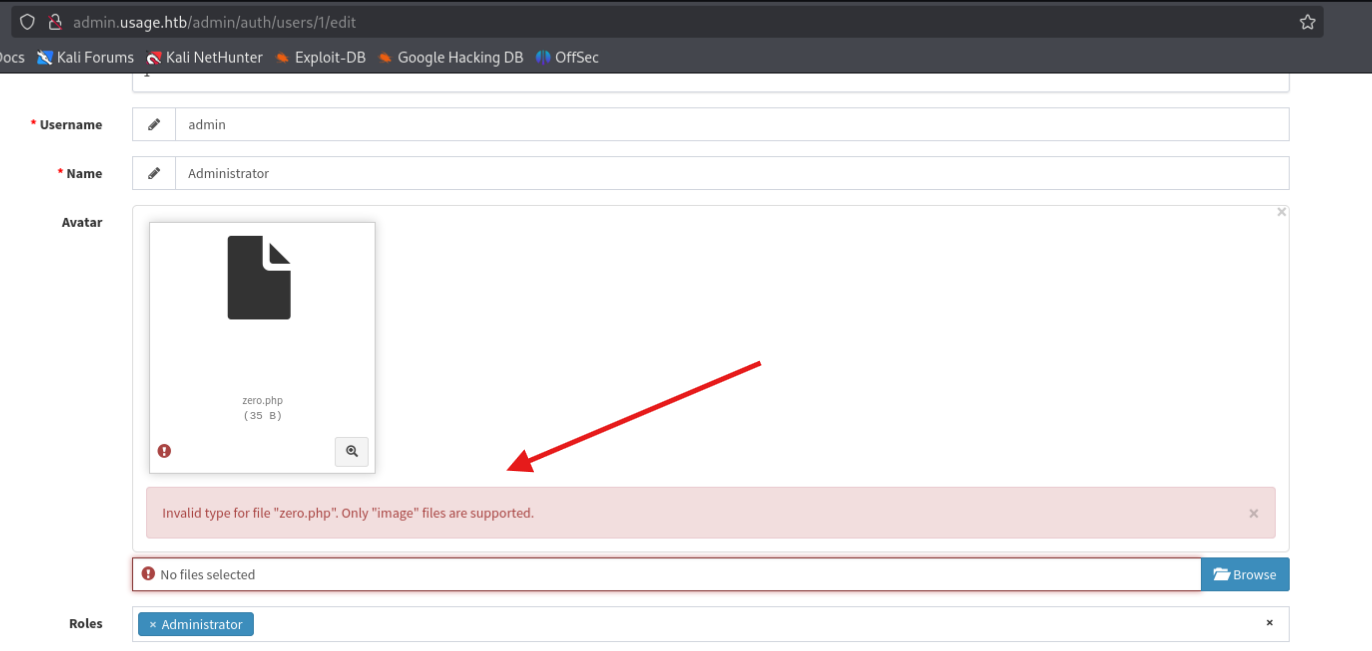 admin.usage.htb/admin/auth/users/1/edit
Docs Kali Forums Kali NetHunter Exploit-DB Google Hacking DB OffSec
* Username admin
* Name Administrator
Avatar ×
zero.php
(35 B)
Invalid type for file "zero.php". Only "image" files are supported. ×
No files selected Browse
Roles × Administrator ×